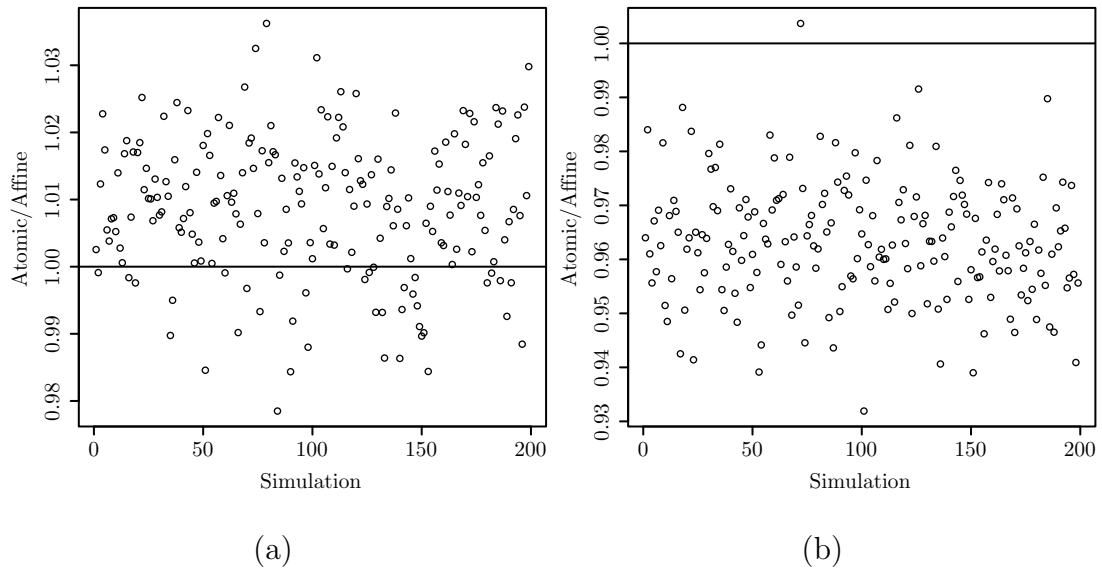 0.98 0.99 1.00 1.01 1.02 1.03
Atomic/Affine
0 50 100 150 200
Simulation
(a)
0.93 0.94 0.95 0.96 0.97 0.98 0.99 1.00
Atomic/Affine
0 50 100 150 200
Simulation
(b)